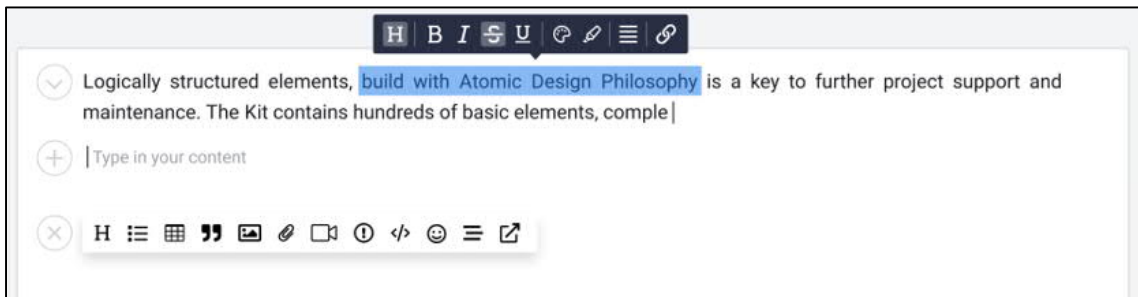 H B I S U
Logically structured elements, build with Atomic Design Philosophy is a key to further project support and
maintenance. The Kit contains hundreds of basic elements, comple
Type in your content
H